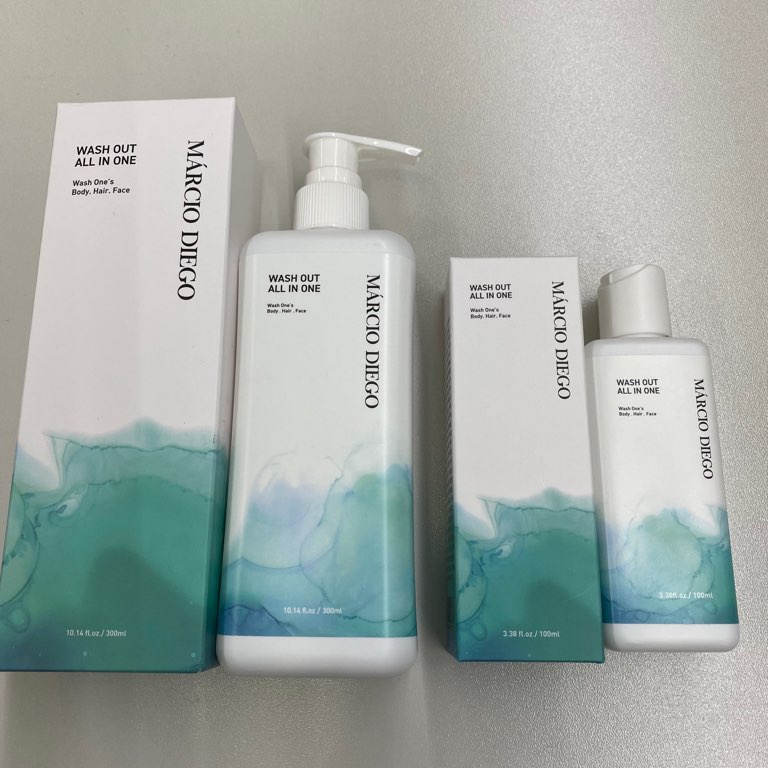 WASH OUT
ALL IN ONE
Wash One's
Body. Hair. Face
MÁRCIO DIEGO
10.14 fl.oz./300ml
WASH OUT
ALL IN ONE
Wash One's
Body . Hair . Face
MÁRCIO DIEGO
10.14 fl.oz./300ml
WASH OUT
ALL IN ONE
Wash One's
Body. Hair. Face
MÁRCIO DIEGO
3.38 fl.oz./100ml
WASH OUT
ALL IN ONE
Wash One's
Body . Hair . Face
MÁRCIO DIEGO
3.38fl.oz./100ml